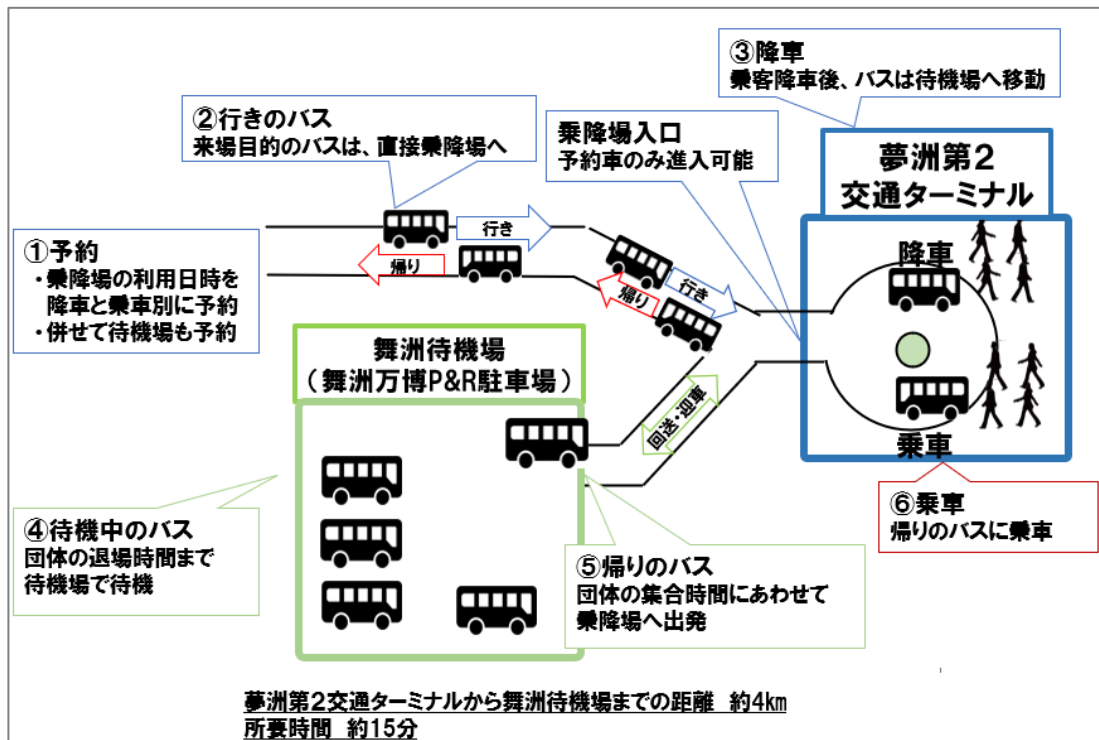 ①予約
・乗降場の利用日時を
降車と乗車別に予約
・併せて待機場も予約
②行きのバス
来場目的のバスは、直接乗降場へ
③降車
乗客降車後、バスは待機場へ移動
乗降場入口
予約車のみ進入可能
夢洲第2
交通ターミナル
行き
帰り
行き
帰り
降車
乗車
舞洲待機場
（舞洲万博P&R駐車場）
回送・迎車
④待機中のバス
団体の退場時間まで
待機場で待機
⑤帰りのバス
団体の集合時間にあわせて
乗降場へ出発
⑥乗車
帰りのバスに乗車
夢洲第2交通ターミナルから舞洲待機場までの距離 約4km
所要時間 約15分